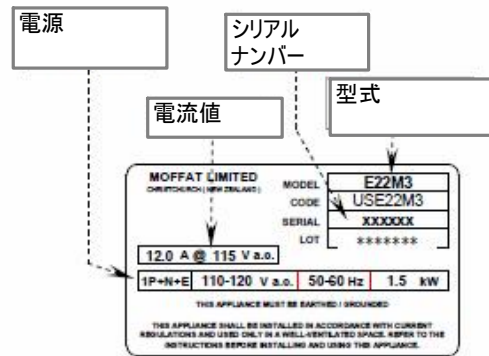 電源
シリアル
ナンバー
電流値
型式
MOFFAT LIMITED
CHRISTCHURCH ( NEW ZEALAND )
MODEL E22M3
CODE USE22M3
SERIAL XXXXXX
LOT *******
12.0 A @ 115 V a.o.
1P+N+E 110-120 V a.o. 50-60 Hz 1.5 kW
THIS APPLIANCE MUST BE EARTHED / GROUNDED
THIS APPLIANCE SHALL BE INSTALLED IN ACCORDANCE WITH CURRENT
REGULATIONS AND USED ONLY IN A WELL-VENTILATED SPACE. REFER TO THE
INSTRUCTIONS BEFORE INSTALLING AND USING THIS APPLIANCE.